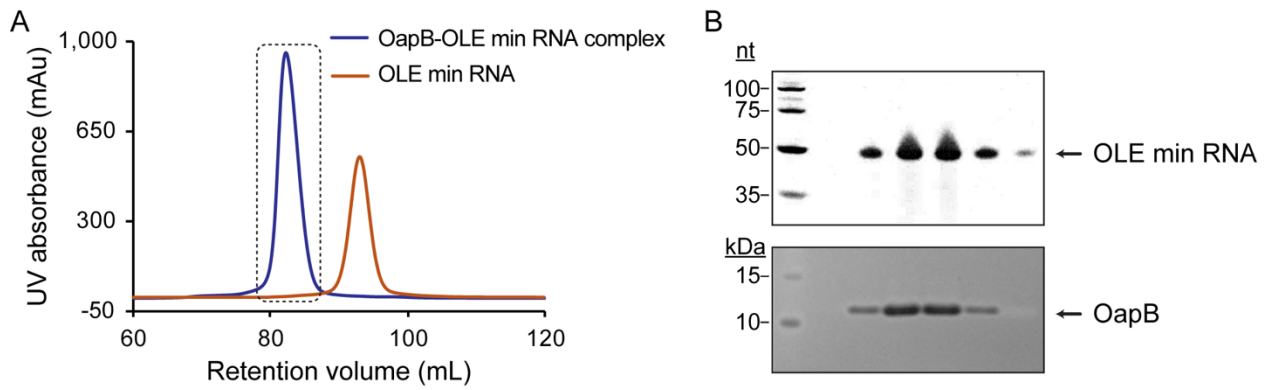 A
1,000
650
300
-50
UV absorbance (mAu)
60
80
100
120
Retention volume (mL)
OapB-OLE min RNA complex
OLE min RNA
B
nt
100
75
50
35
OLE min RNA
kDa
15
10
OapB